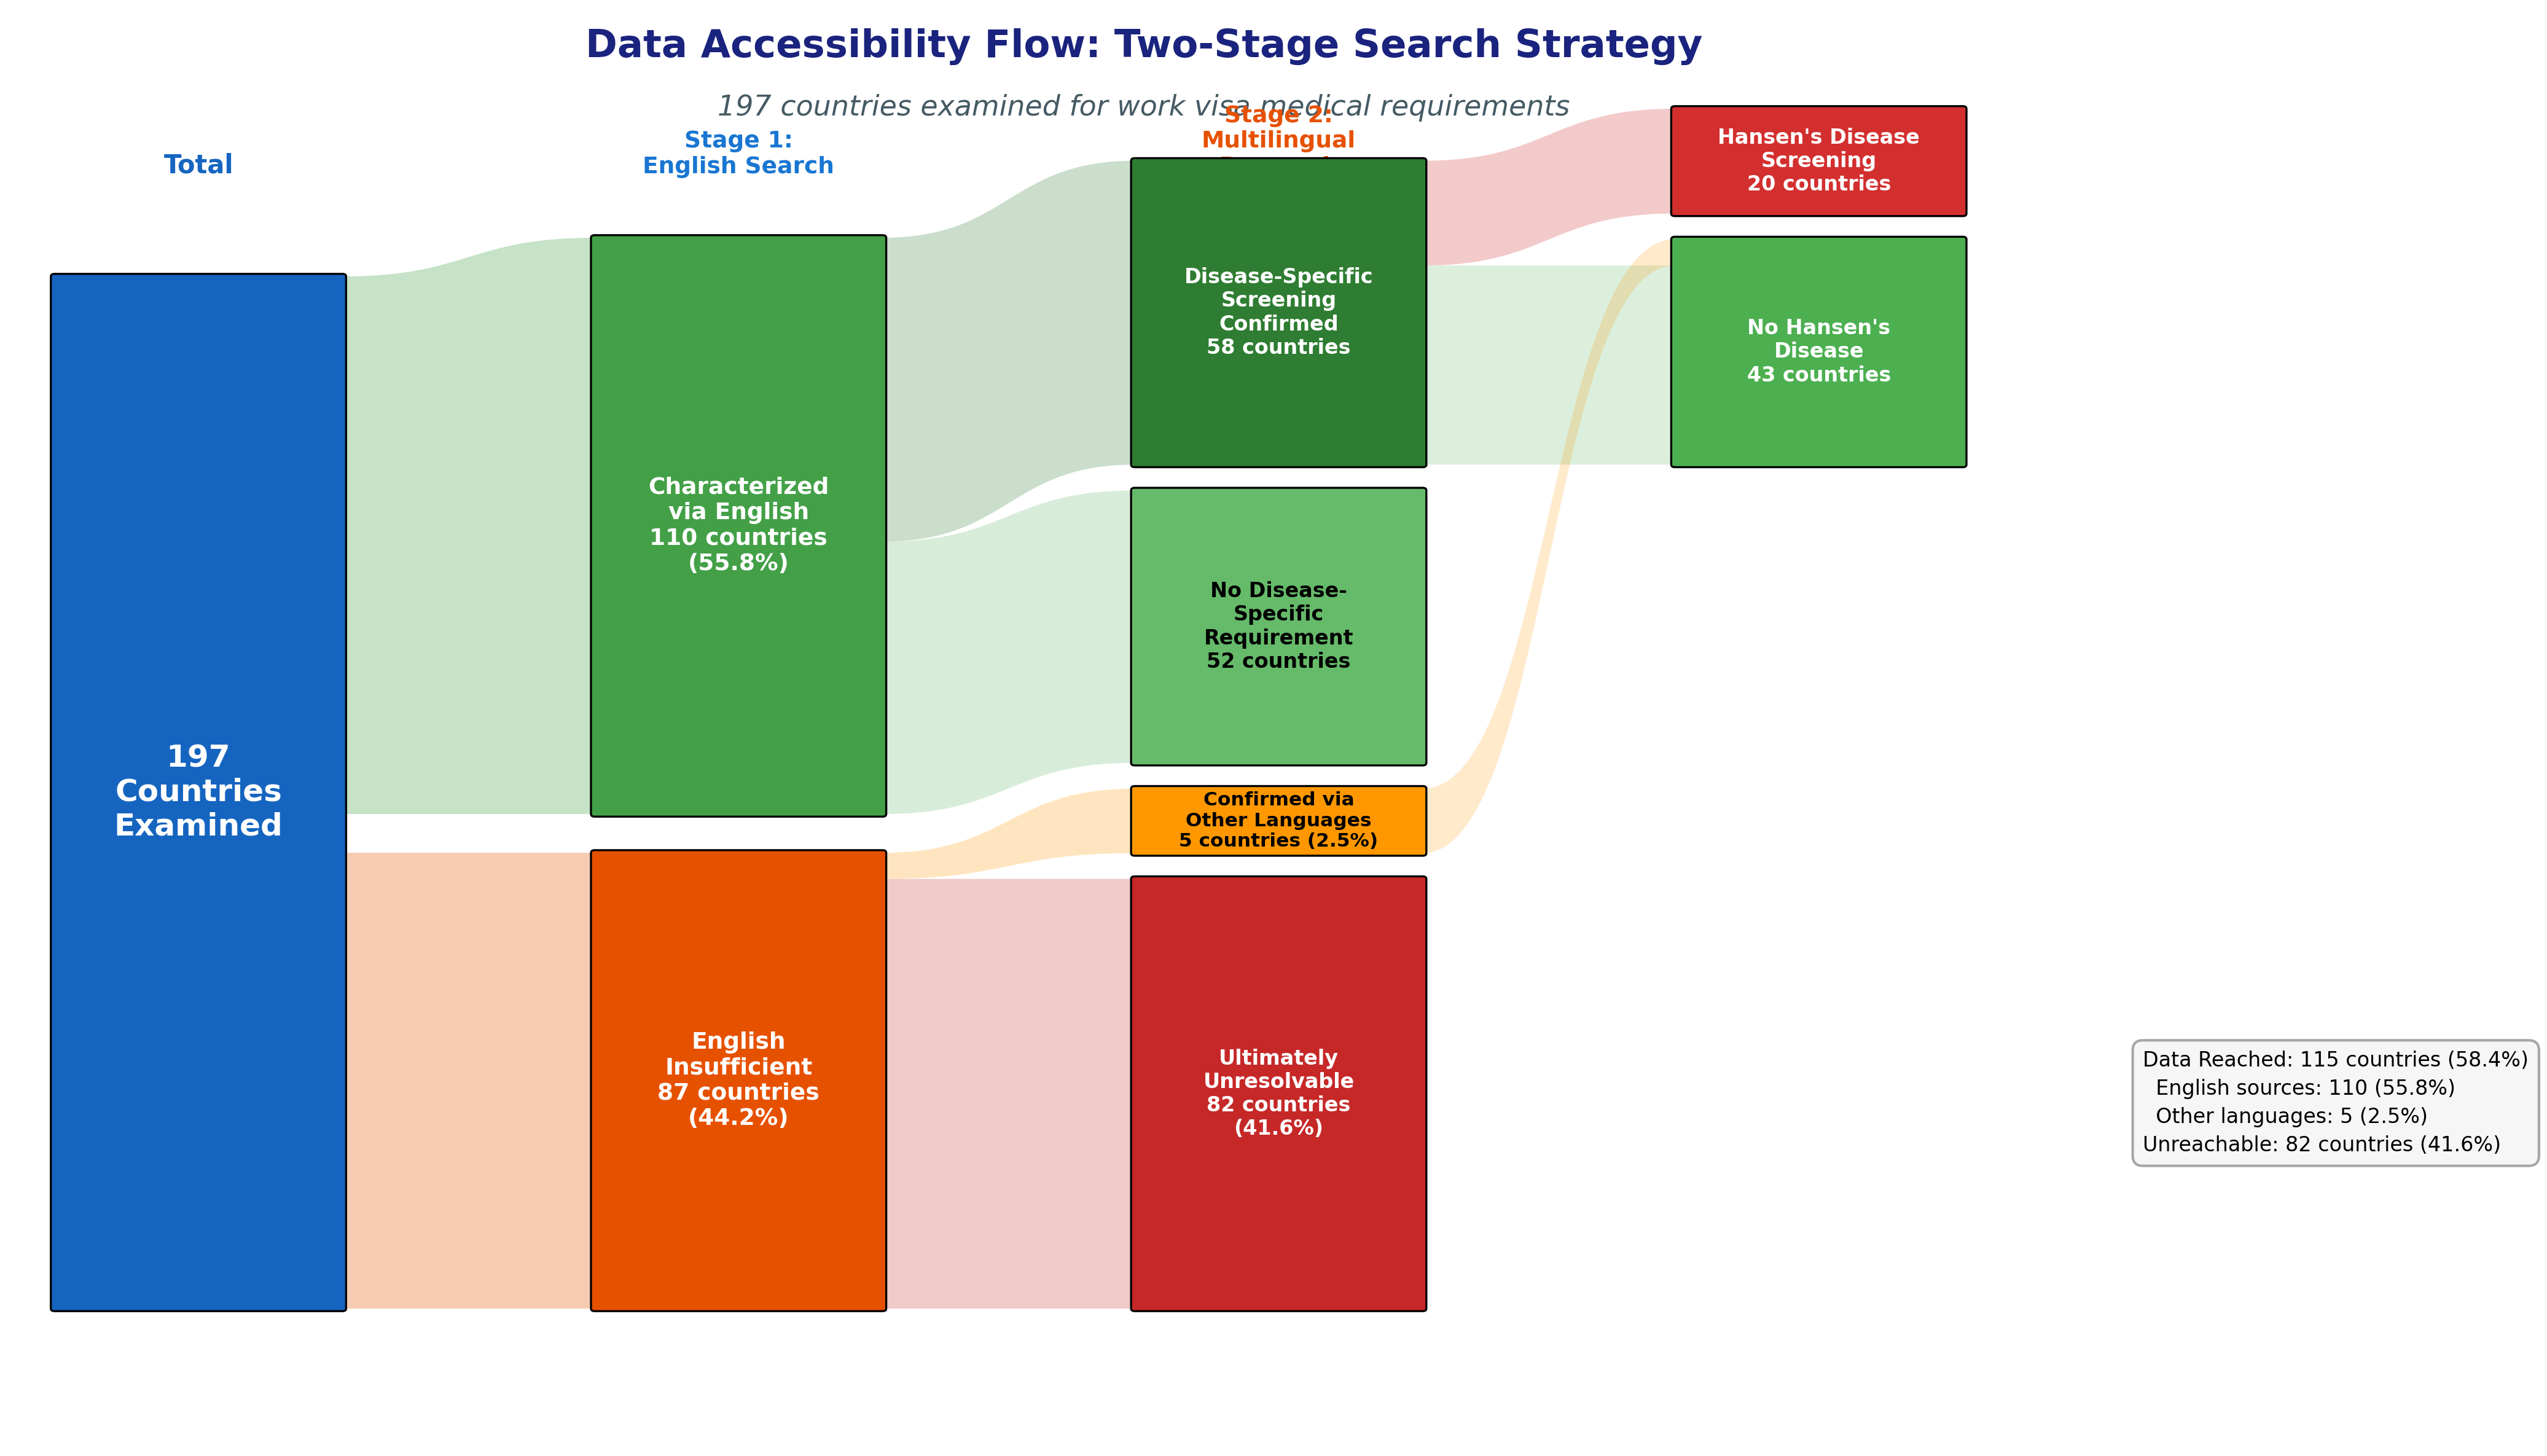 Data Accessibility Flow: Two-Stage Search Strategy
197 countries examined for work visa medical requirements
Total
Stage 1:
English Search
Stage 2:
Multilingual
197
Countries
Examined
Characterized
via English
110 countries
(55.8%)
English
Insufficient
87 countries
(44.2%)
Disease-Specific
Screening
Confirmed
58 countries
No Disease-
Specific
Requirement
52 countries
Confirmed via
Other Languages
5 countries (2.5%)
Ultimately
Unresolvable
82 countries
(41.6%)
Hansen's Disease
Screening
20 countries
No Hansen's
Disease
43 countries
Data Reached: 115 countries (58.4%)
English sources: 110 (55.8%)
Other languages: 5 (2.5%)
Unreachable: 82 countries (41.6%)